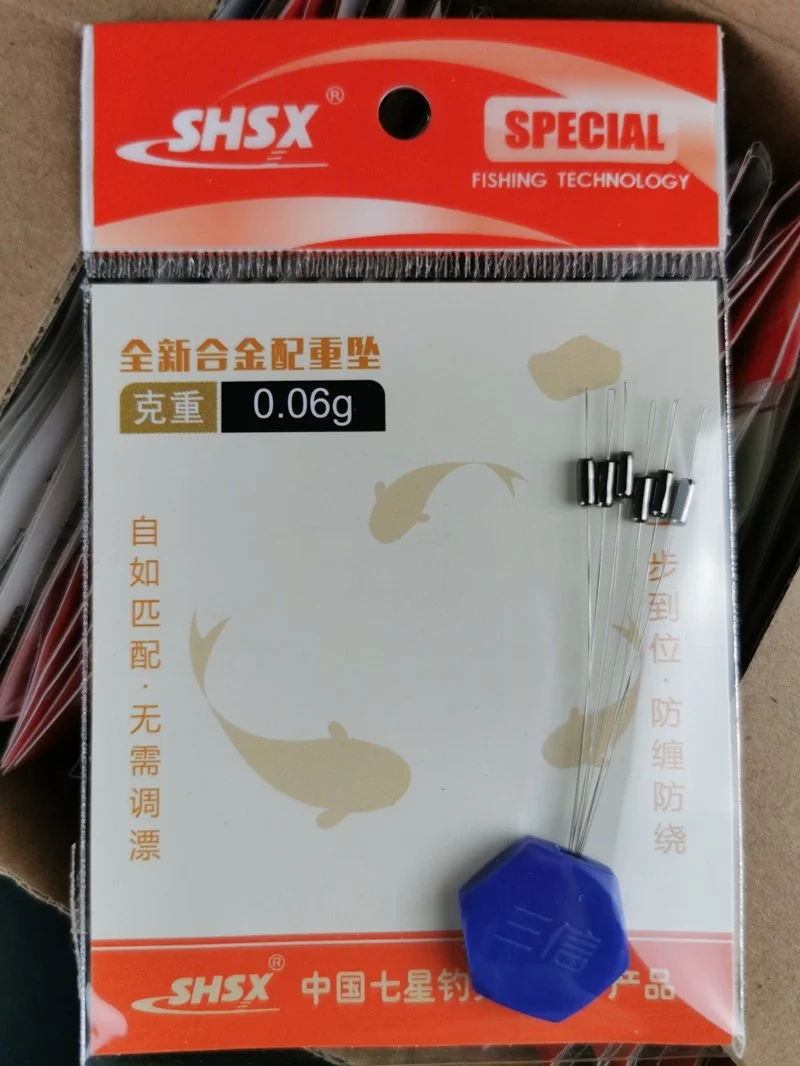 SHSX®
SPECIAL
FISHING TECHNOLOGY
全新合金配重坠
克重 0.06g
自如匹配·无需调漂
步到位·防缠防绕
三信
SHSX®
中国七星钓
产品